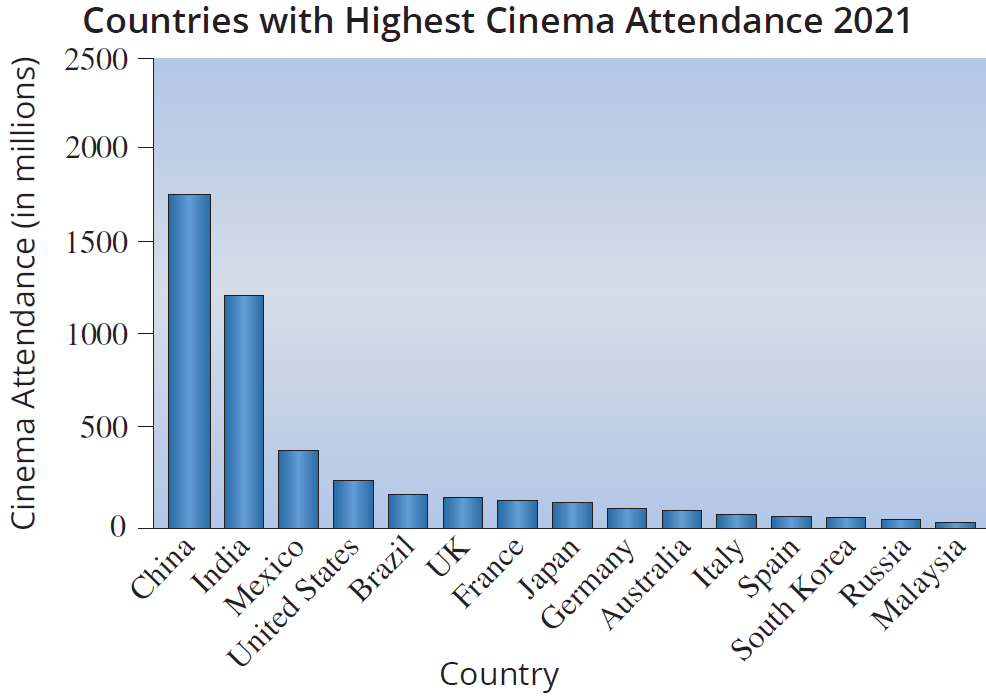 Countries with Highest Cinema Attendance 2021
Cinema Attendance (in millions)
2500
2000
1500
1000
500
0
China
India
Mexico
United States
Brazil
UK
France
Japan
Germany
Australia
Italy
Spain
South Korea
Russia
Malaysia
Country